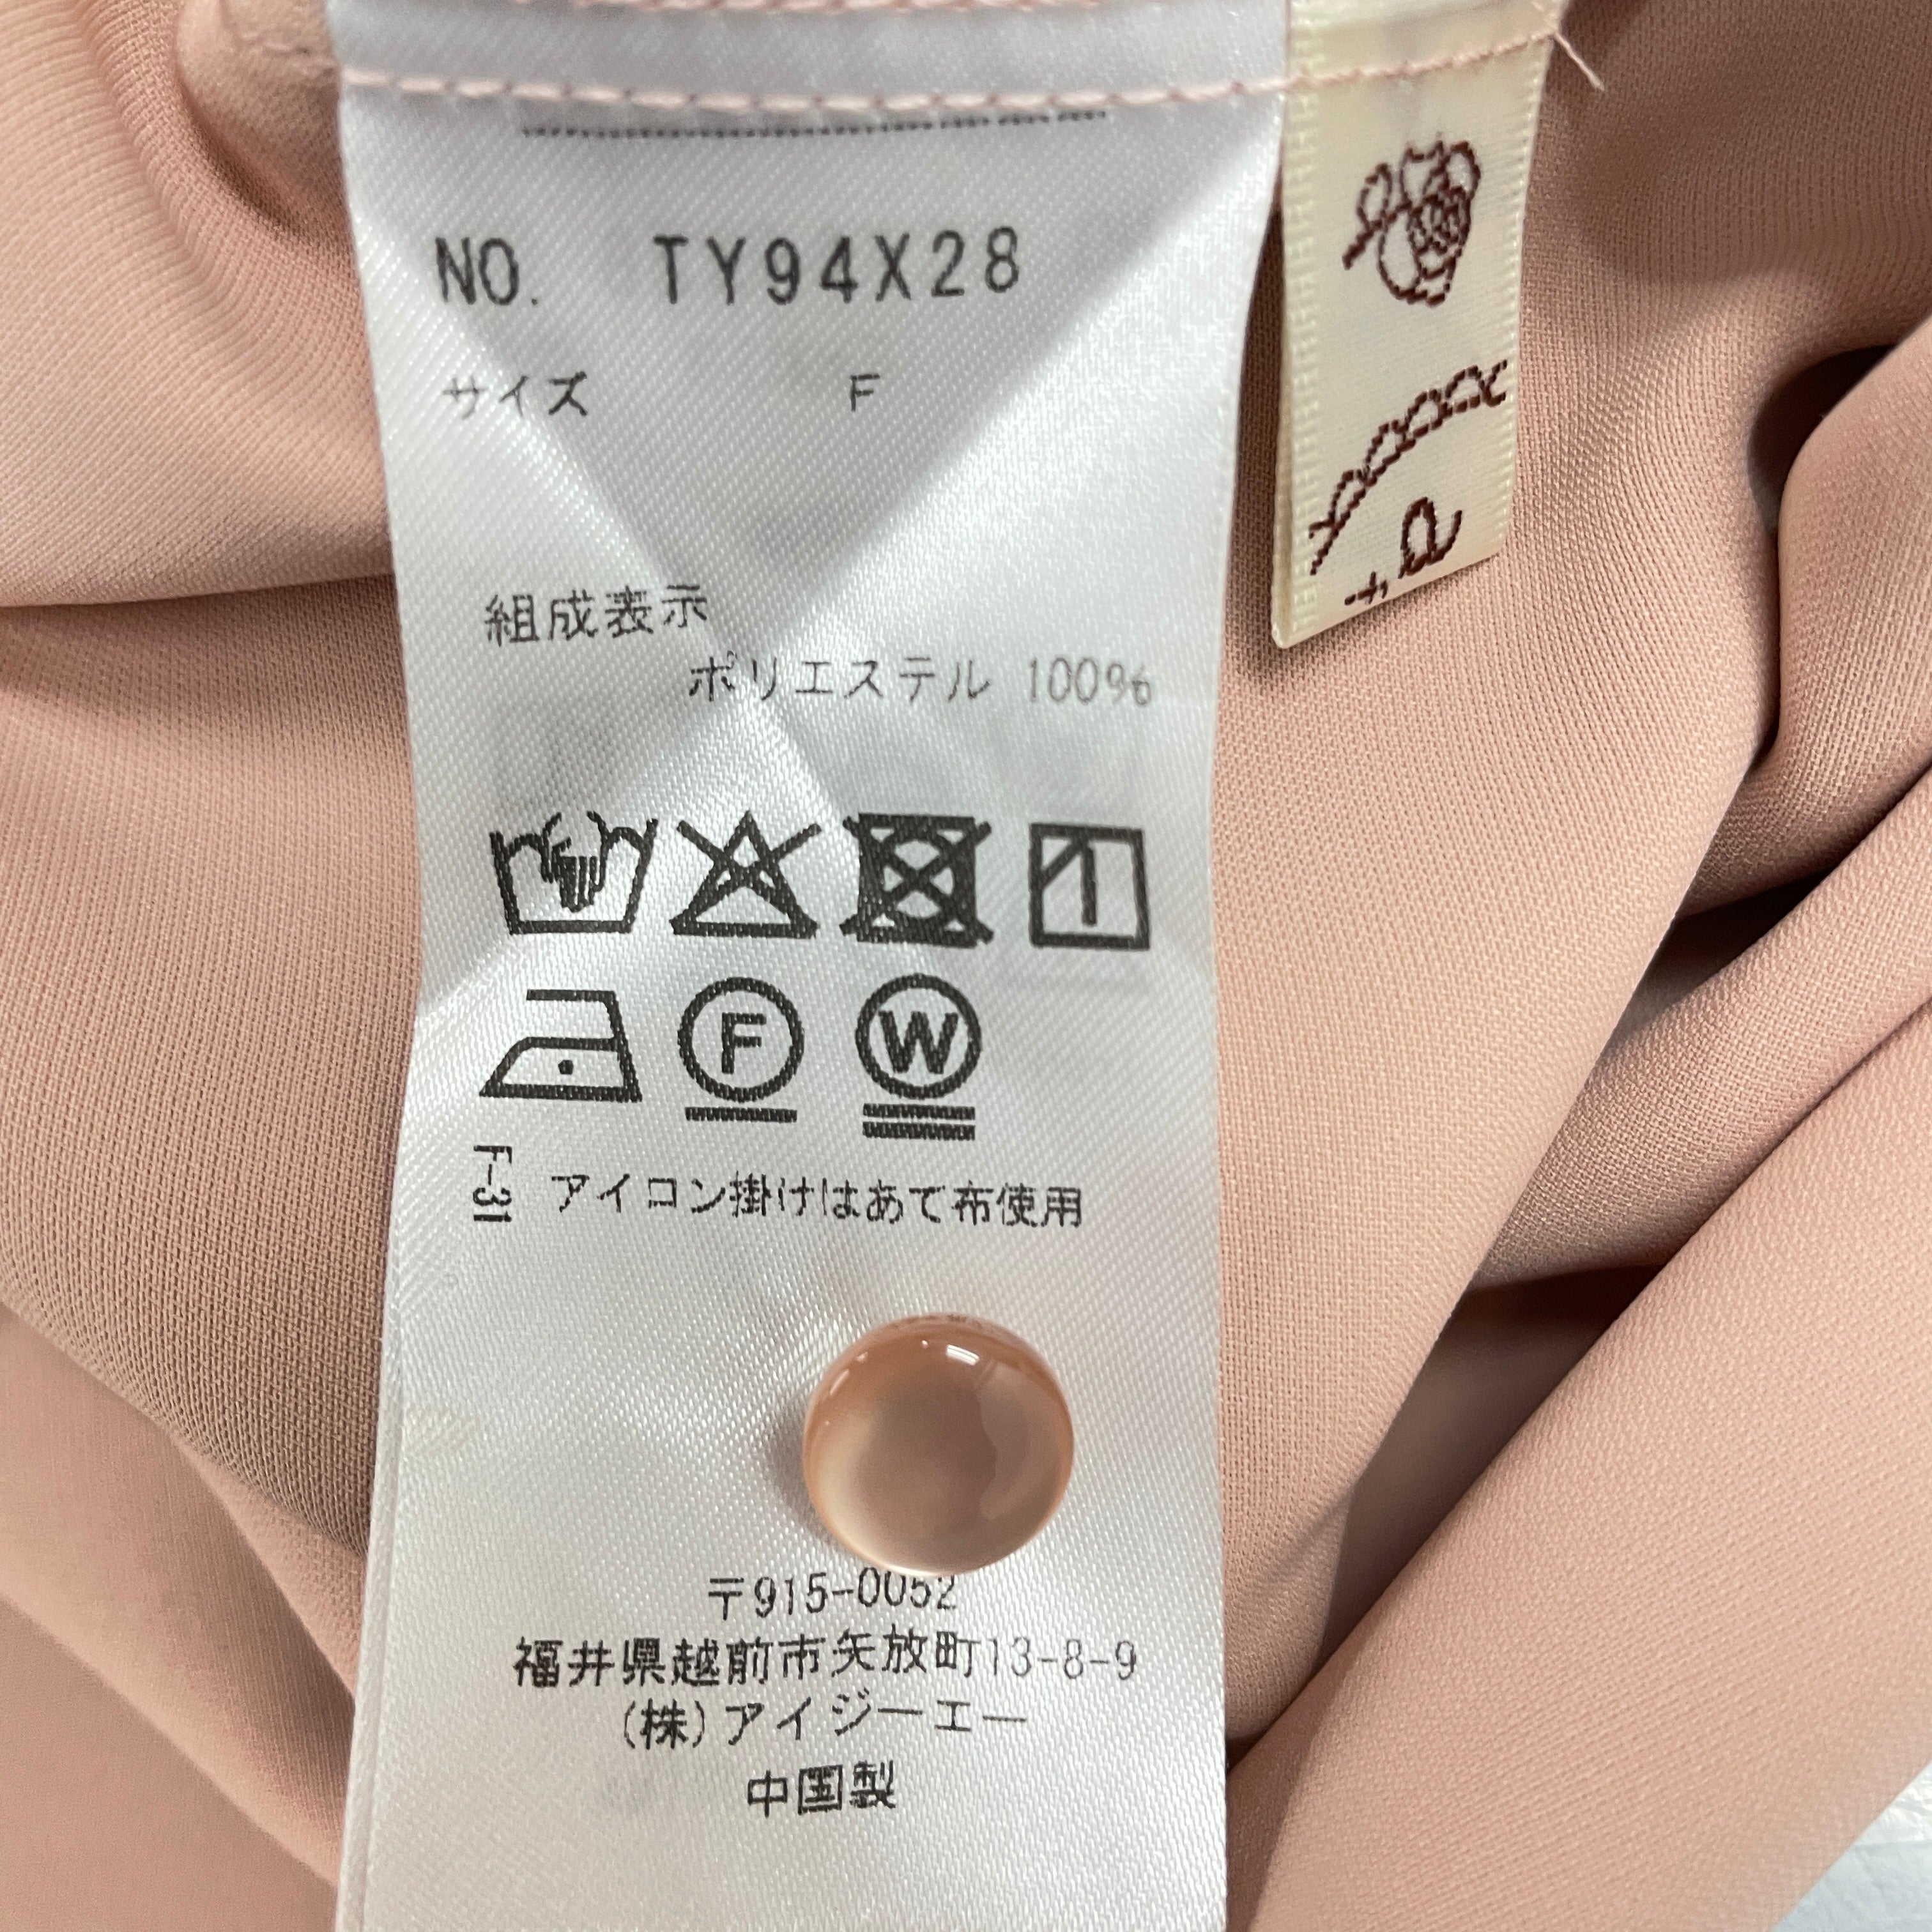 NO. TY94X28
サイズ F
組成表示
ポリエステル 100%
F
W
F-31
アイコン掛けはあて布使用
〒915-0052
福井県越前市矢放町13-8-9
(株)アイジーエー
中国製